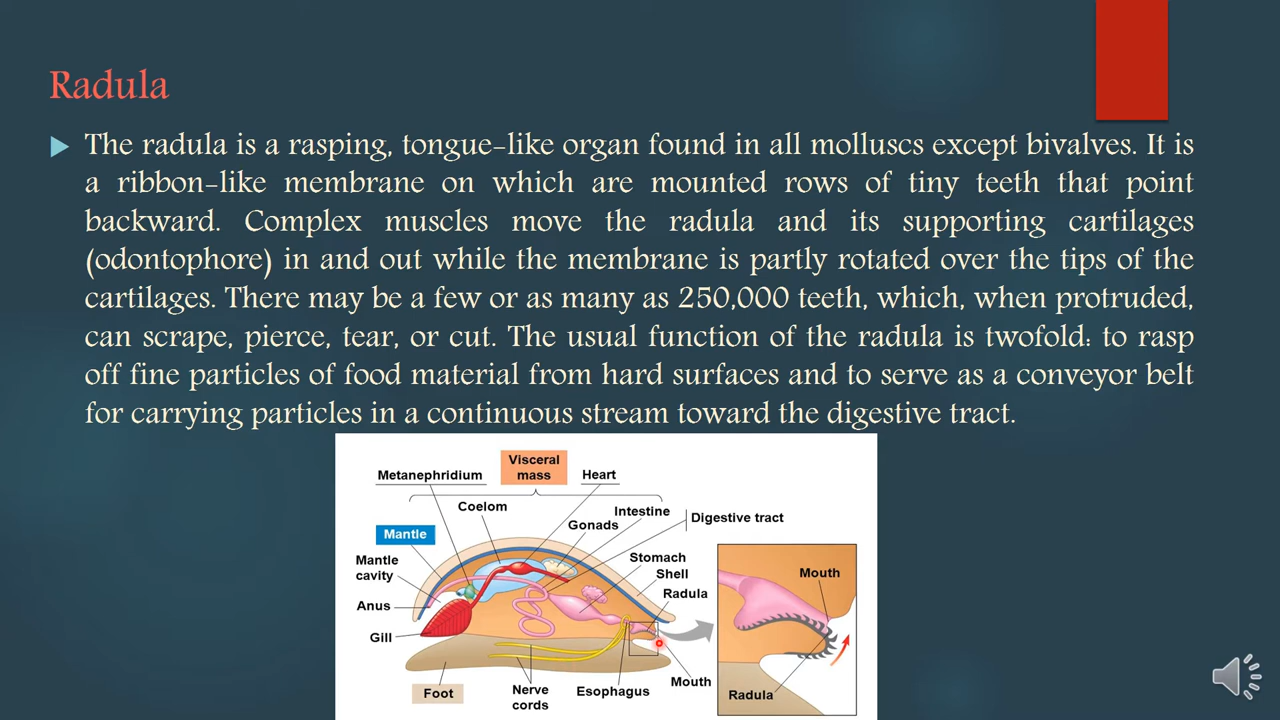 Radula
The radula is a rasping, tongue-like organ found in all molluscs except bivalves. It is
a ribbon-like membrane on which are mounted rows of tiny teeth that point
backward. Complex muscles move the radula and its supporting cartilages
(odontophore) in and out while the membrane is partly rotated over the tips of the
cartilages. There may be a few or as many as 250,000 teeth, which, when protruded,
can scrape, pierce, tear, or cut. The usual function of the radula is twofold: to rasp
off fine particles of food material from hard surfaces and to serve as a conveyor belt
for carrying particles in a continuous stream toward the digestive tract.
Visceral
mass
Metanephridium
Heart
Coelom
Intestine
Gonads
Digestive tract
Mantle
Mantle
cavity
Stomach
Shell
Radula
Anus
Gill
Foot
Nerve
cords
Esophagus
Mouth
Mouth
Radula